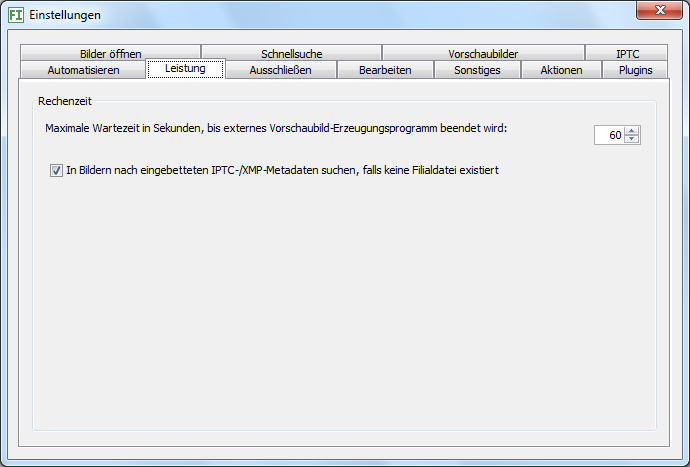 FI Einstellungen
Bilder öffnen Schnellsuche Vorschaubilder IPTC
Automatisieren Leistung Ausschließen Bearbeiten Sonstiges Aktionen Plugins
Rechenzeit
Maximale Wartezeit in Sekunden, bis externes Vorschaubild-Erzeugungsprogramm beendet wird: 60
In Bildern nach eingebetteten IPTC-/XMP-Metadaten suchen, falls keine Filialdatei existiert